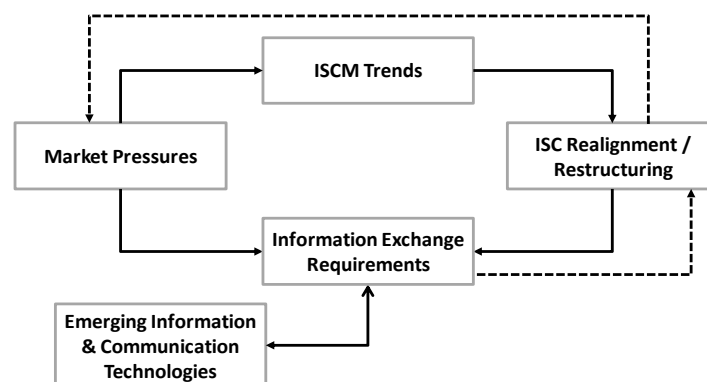 ISCM Trends
Market Pressures
ISC Realignment /
Restructuring
Information Exchange
Requirements
Emerging Information
& Communication
Technologies